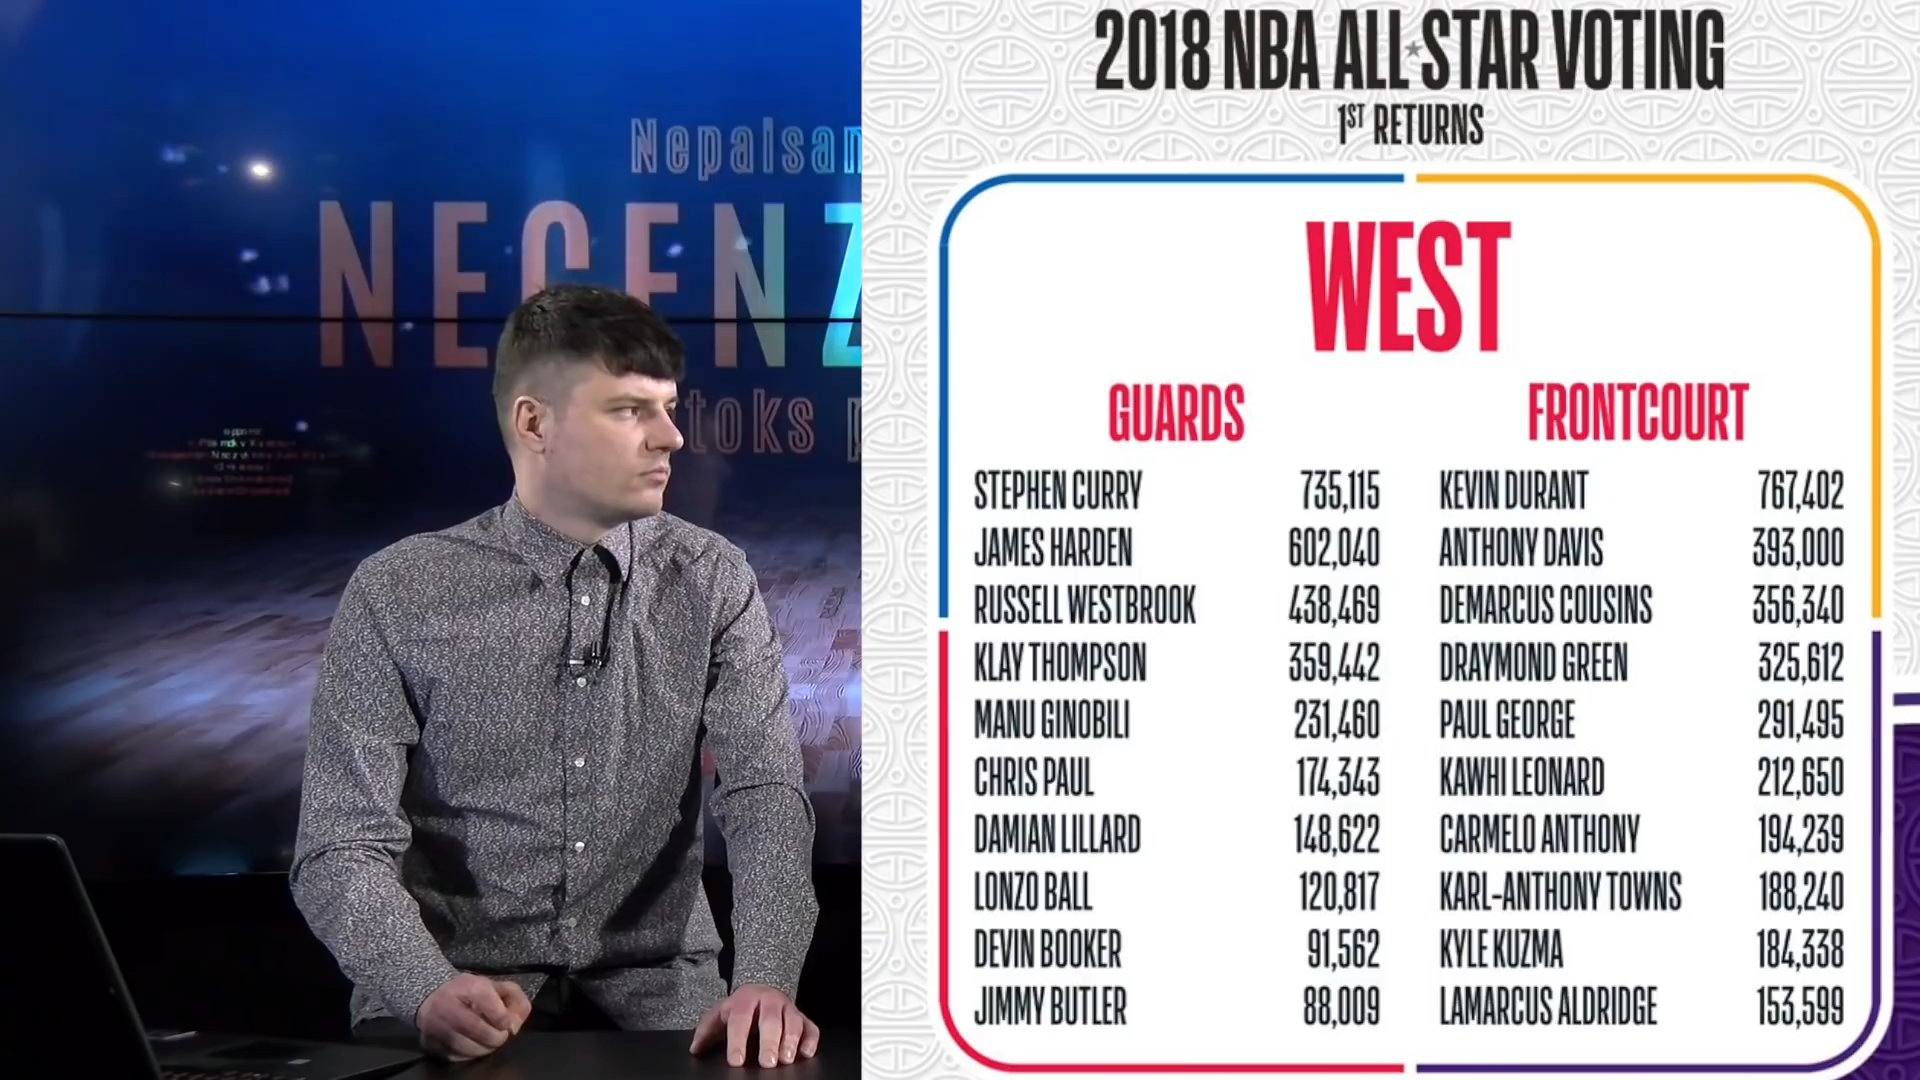 Nepaisan
NECENZ
toks p
2018 NBA ALL★STAR VOTING
1ST RETURNS
WEST
GUARDS
STEPHEN CURRY 735,115
JAMES HARDEN 602,040
RUSSELL WESTBROOK 438,469
KLAY THOMPSON 359,442
MANU GINOBILI 231,460
CHRIS PAUL 174,343
DAMIAN LILLARD 148,622
LONZO BALL 120,817
DEVIN BOOKER 91,562
JIMMY BUTLER 88,009
FRONTCOURT
KEVIN DURANT 767,402
ANTHONY DAVIS 393,000
DEMARCUS COUSINS 356,340
DRAYMOND GREEN 325,612
PAUL GEORGE 291,495
KAWHI LEONARD 212,650
CARMELO ANTHONY 194,239
KARL-ANTHONY TOWNS 188,240
KYLE KUZMA 184,338
LAMARCUS ALDRIDGE 153,599